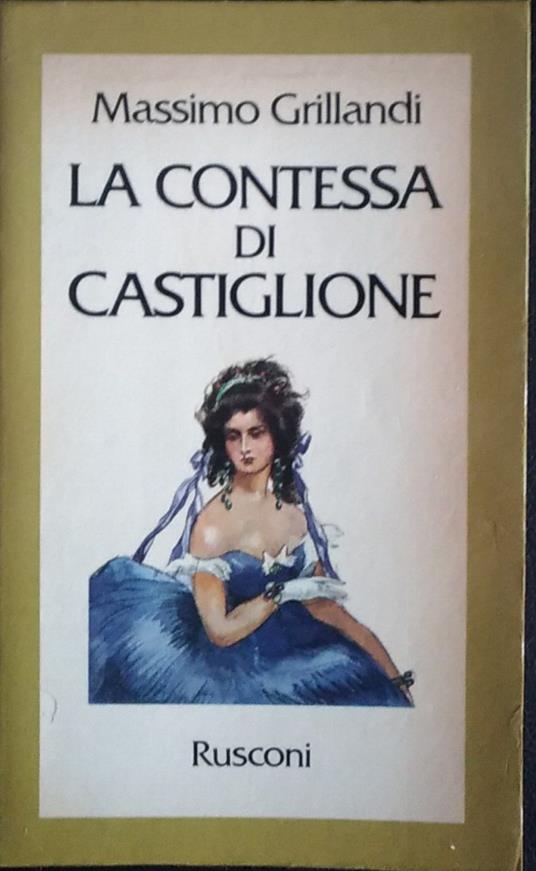 Massimo Grillandi
LA CONTESSA
DI
CASTIGLIONE
Rusconi